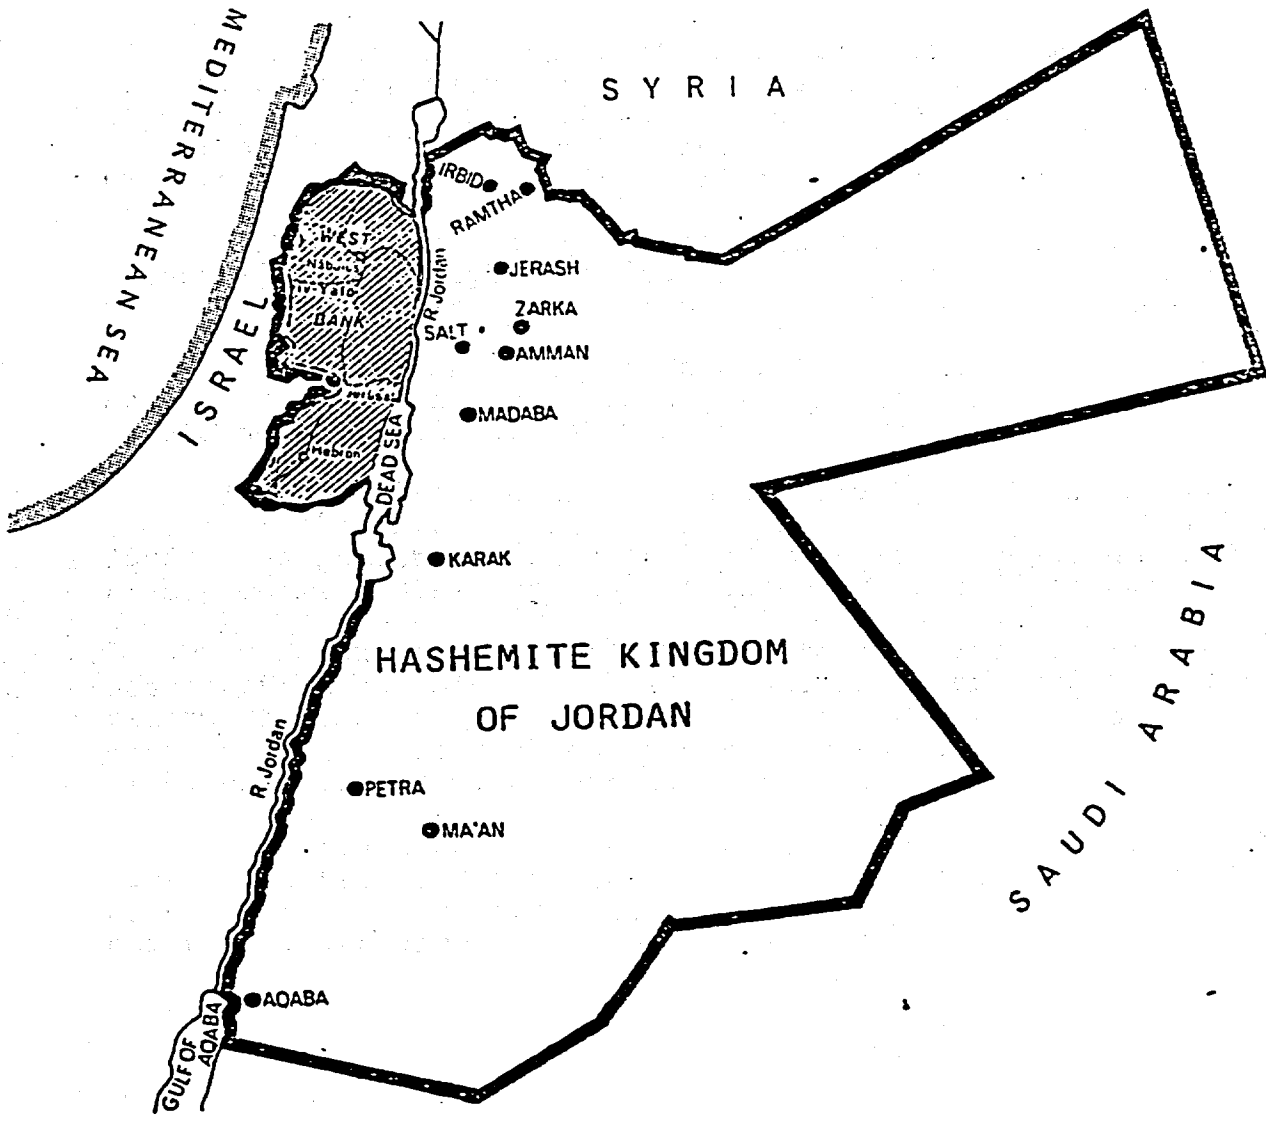 MEDITERRANEAN SEA
SYRIA
IRBID
RAMTHA
WEST
Nablus
BANK
R. Jordan
JERASH
ZARKA
SALT
AMMAN
ISRAEL
MADABA
Hebron
DEAD SEA
KARAK
HASHEMITE KINGDOM
OF JORDAN
SAUDI ARABIA
R. Jordan
PETRA
MA'AN
AQABA
GULF OF
AQABA